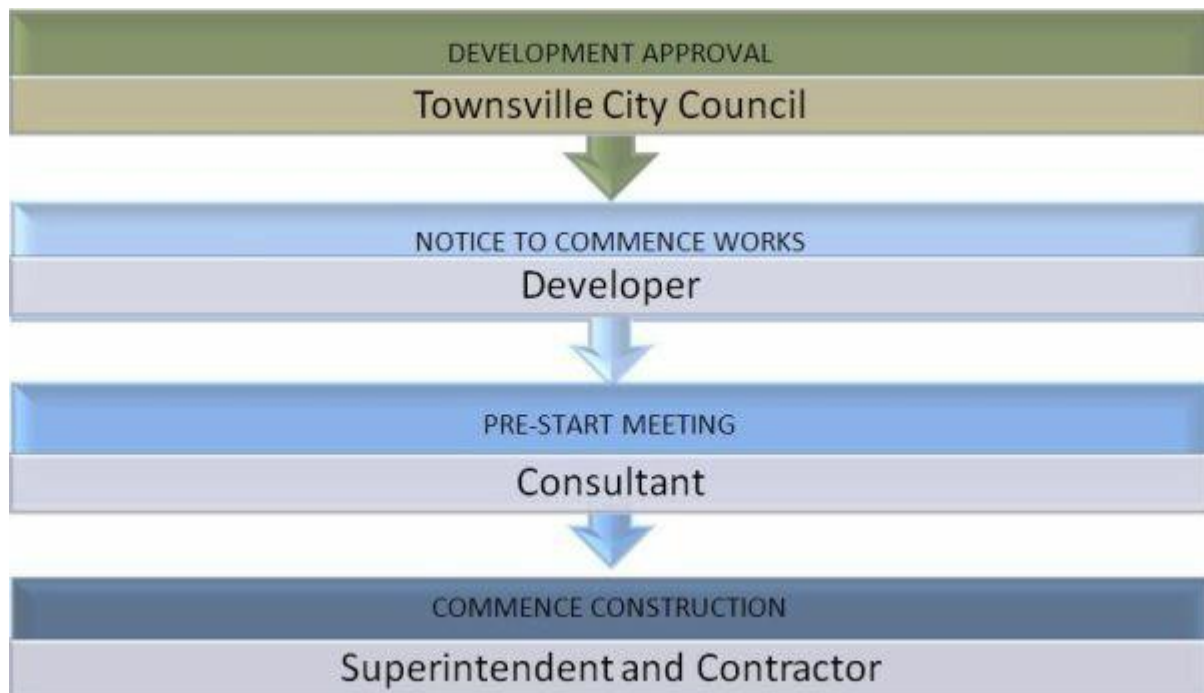 DEVELOPMENT APPROVAL
Townsville City Council
NOTICE TO COMMENCE WORKS
Developer
PRE-START MEETING
Consultant
COMMENCE CONSTRUCTION
Superintendent and Contractor